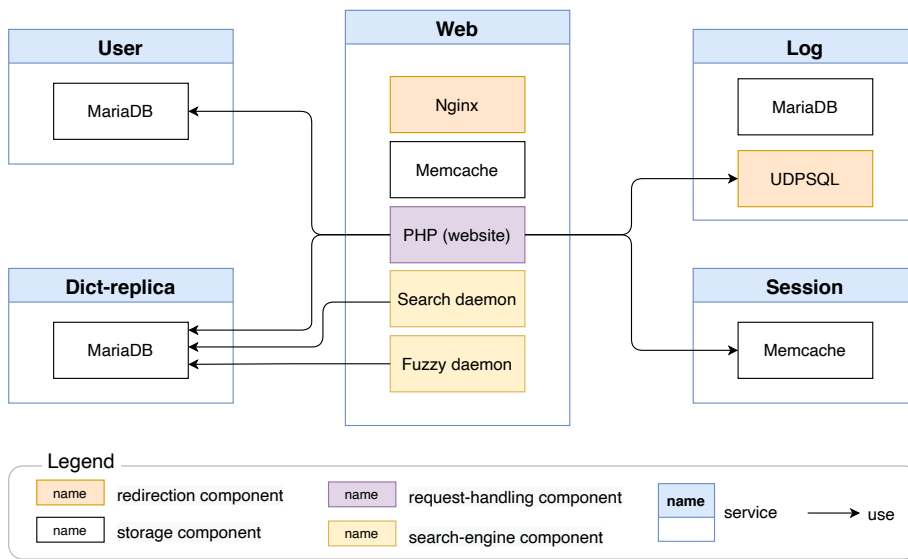 User
MariaDB
Dict-replica
MariaDB
Web
Nginx
Memcache
PHP (website)
Search daemon
Fuzzy daemon
Log
MariaDB
UDPSQL
Session
Memcache
Legend
name redirection component
name storage component
name request-handling component
name search-engine component
name service
use